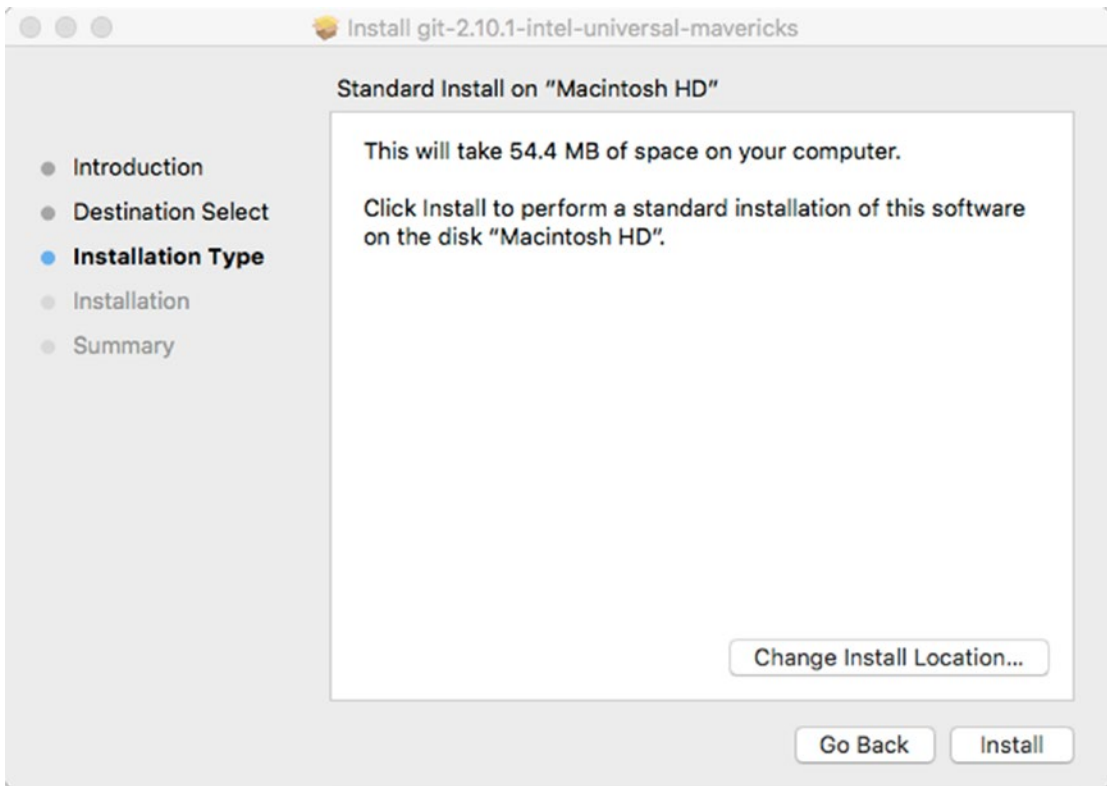 Install git-2.10.1-intel-universal-mavericks
Standard Install on “Macintosh HD”
Introduction
Destination Select
Installation Type
Installation
Summary
This will take 54.4 MB of space on your computer.
Click Install to perform a standard installation of this software
on the disk “Macintosh HD”.
Change Install Location...
Go Back
Install